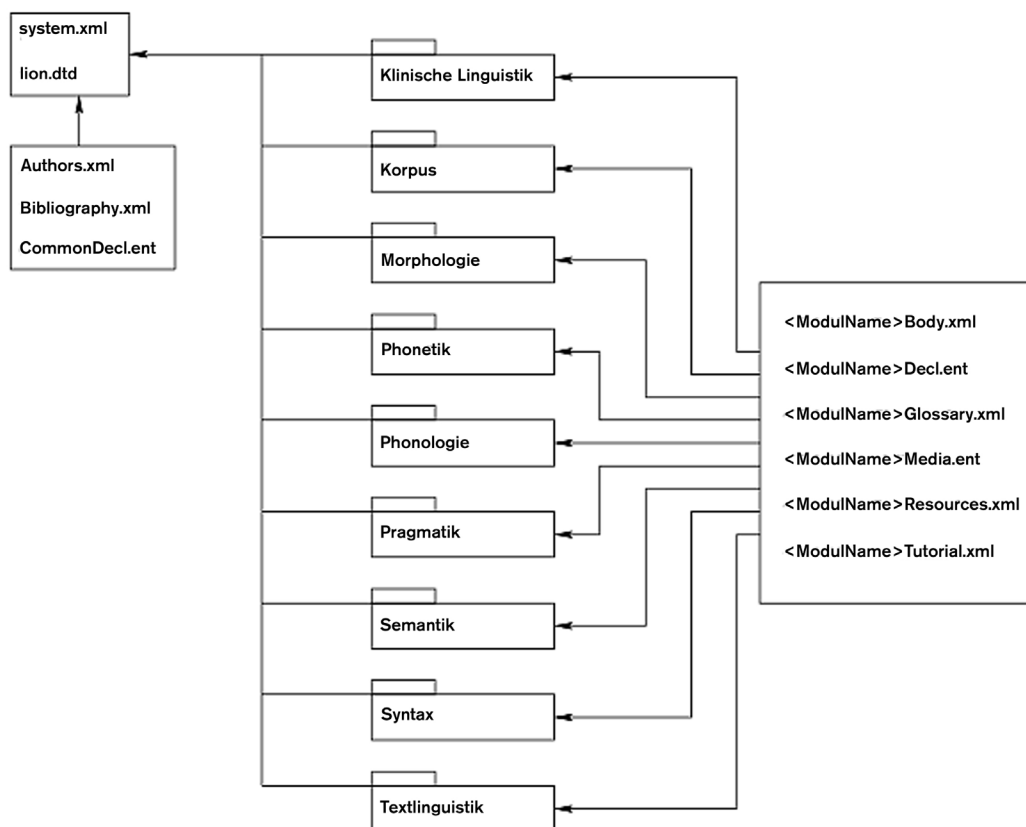 system.xml
lion.dtd
Authors.xml
Bibliography.xml
CommonDecl.ent
Klinische Linguistik
Korpus
Morphologie
Phonetik
Phonologie
Pragmatik
Semantik
Syntax
Textlinguistik
<ModulName>Body.xml
<ModulName>Decl.ent
<ModulName>Glossary.xml
<ModulName>Media.ent
<ModulName>Resources.xml
<ModulName>Tutorial.xml